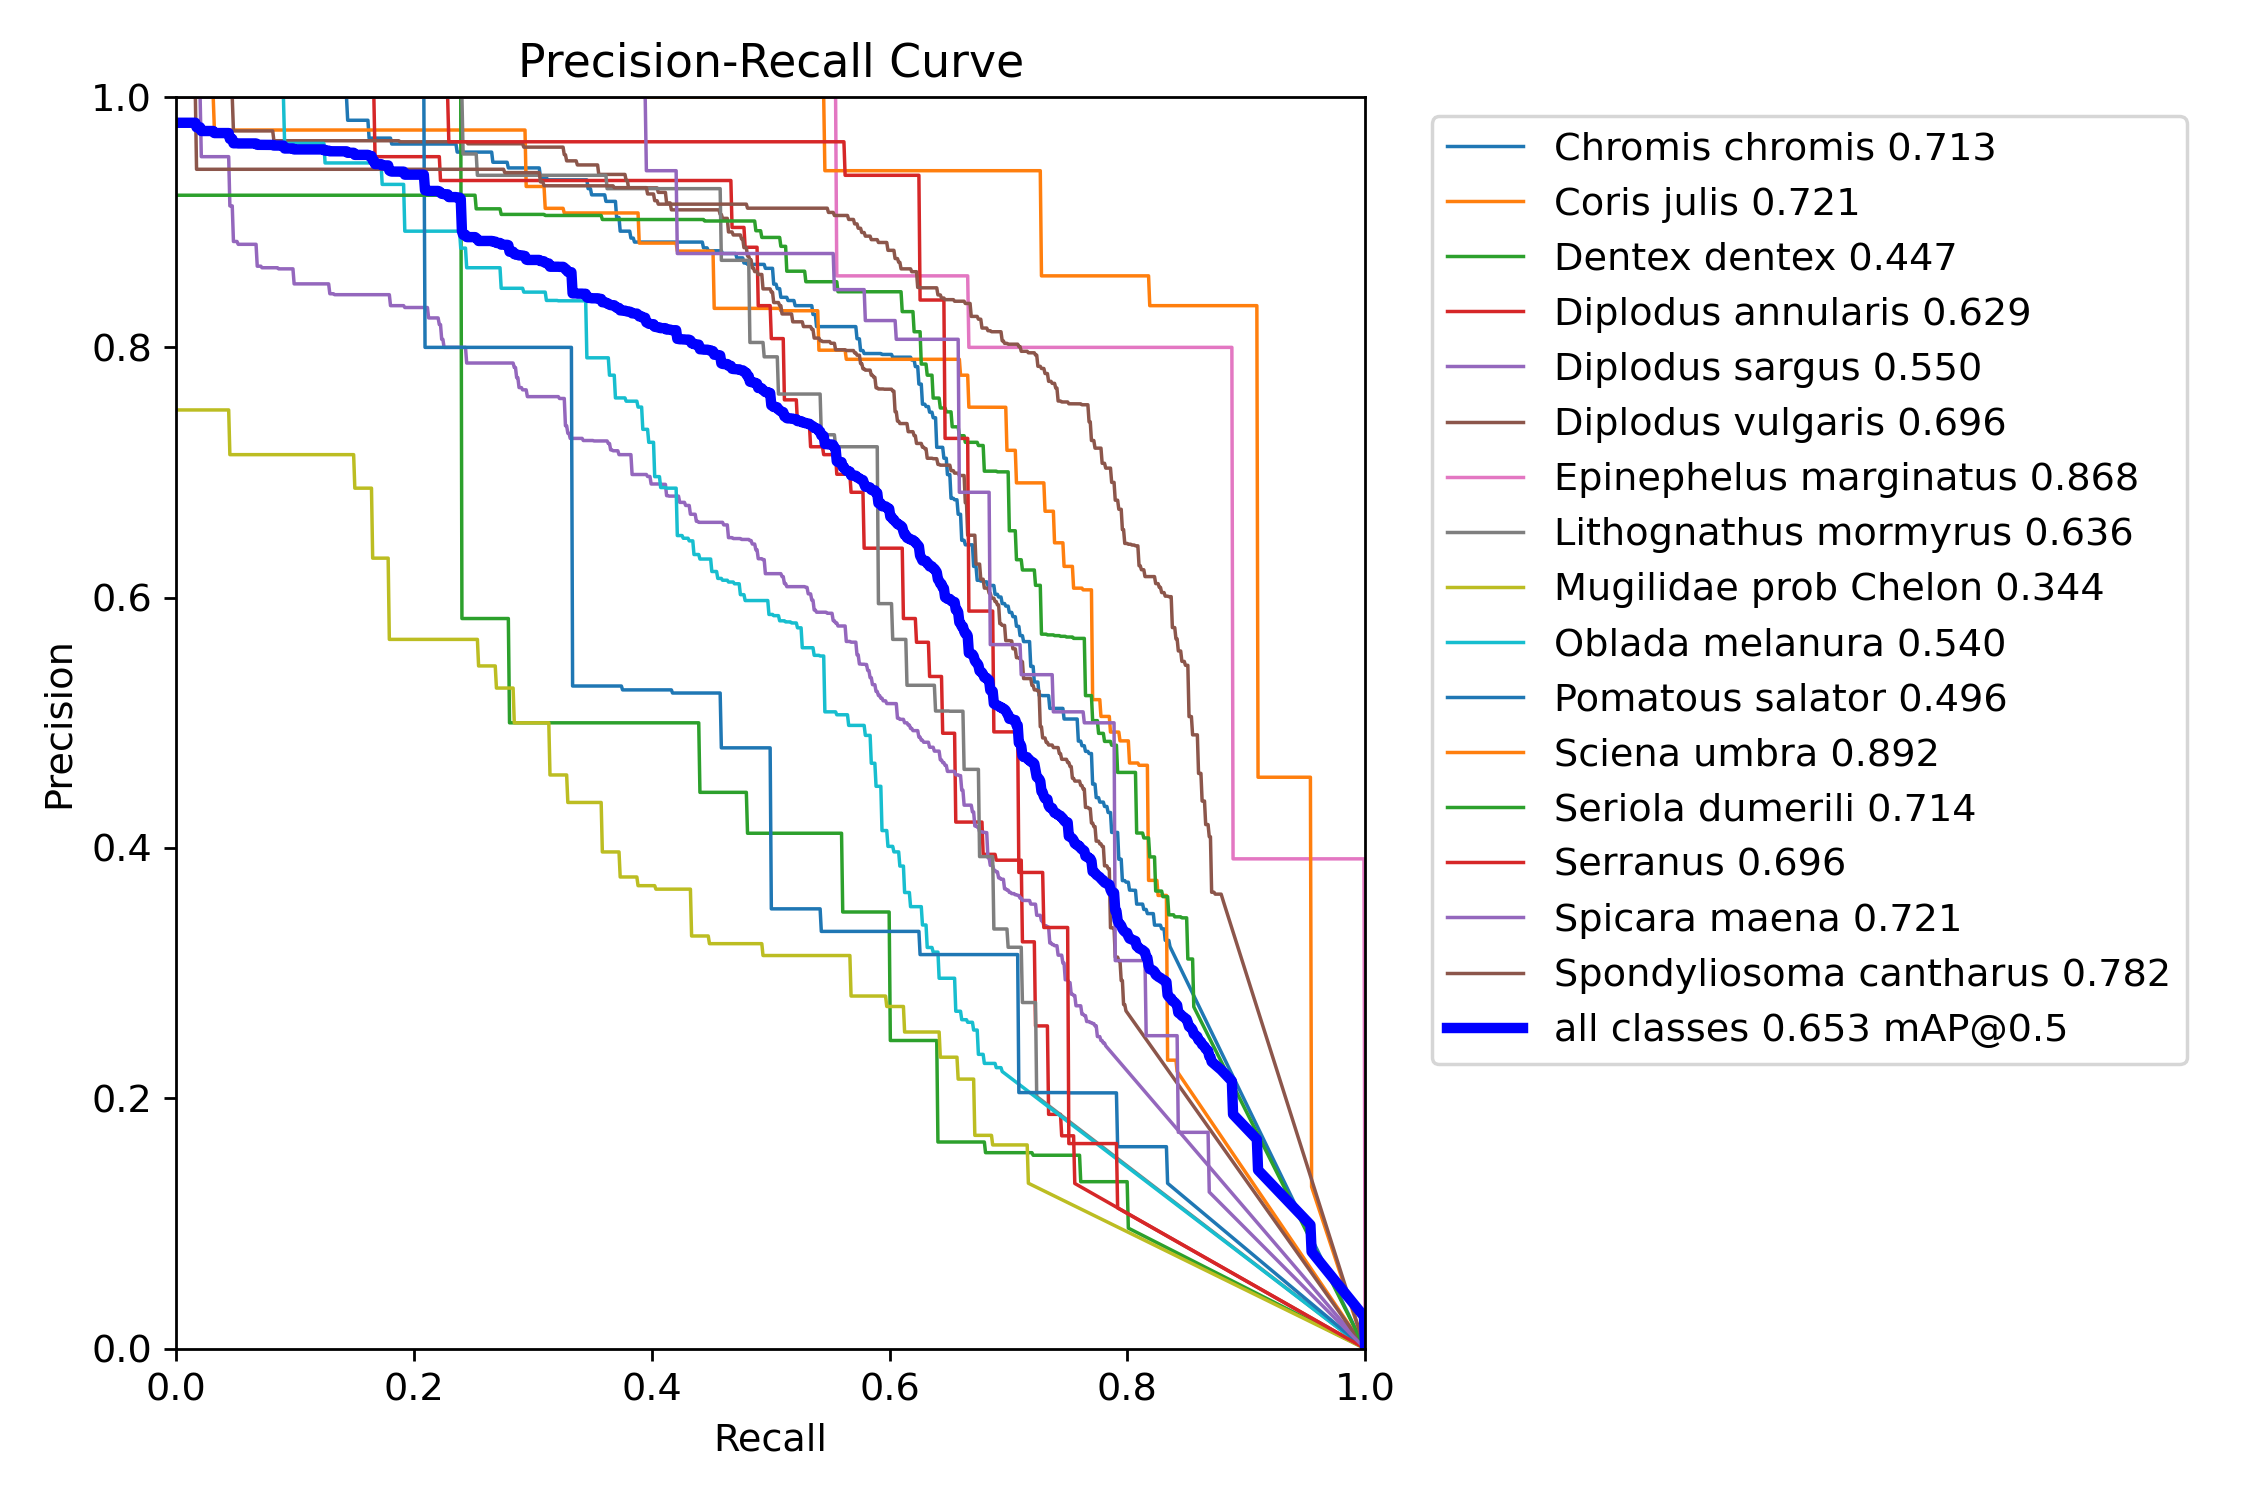 Precision-Recall Curve
1.0
0.8
0.6
0.4
0.2
0.0
Precision
0.0 0.2 0.4 0.6 0.8 1.0
Recall
Chromis chromis 0.713
Coris julis 0.721
Dentex dentex 0.447
Diplodus annularis 0.629
Diplodus sargus 0.550
Diplodus vulgaris 0.696
Epinephelus marginatus 0.868
Lithognathus mormyrus 0.636
Mugilidae prob Chelon 0.344
Oblada melanura 0.540
Pomatous salator 0.496
Sciena umbra 0.892
Seriola dumerili 0.714
Serranus 0.696
Spicara maena 0.721
Spondyliosoma cantharus 0.782
all classes 0.653 mAP@0.5